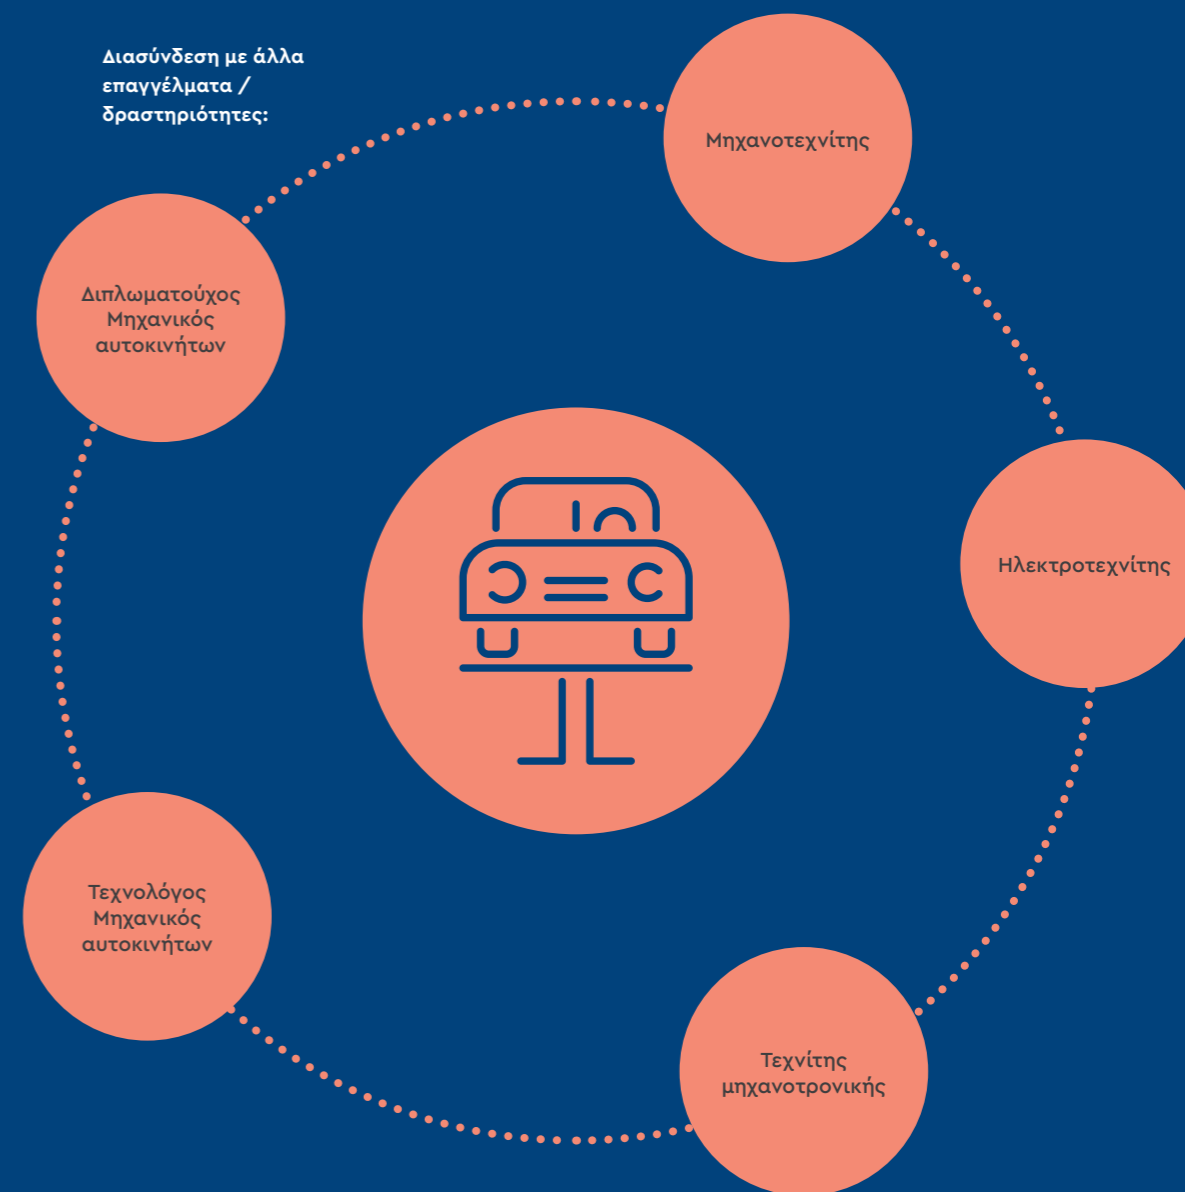 Διασύνδεση με άλλα
επαγγέλματα /
δραστηριότητες:
Μηχανοτεχνίτης
Διπλωματούχος
Μηχανικός
αυτοκινήτων
Ηλεκτροτεχνίτης
Τεχνολόγος
Μηχανικός
αυτοκινήτων
Τεχνίτης
μηχανοτρονικής